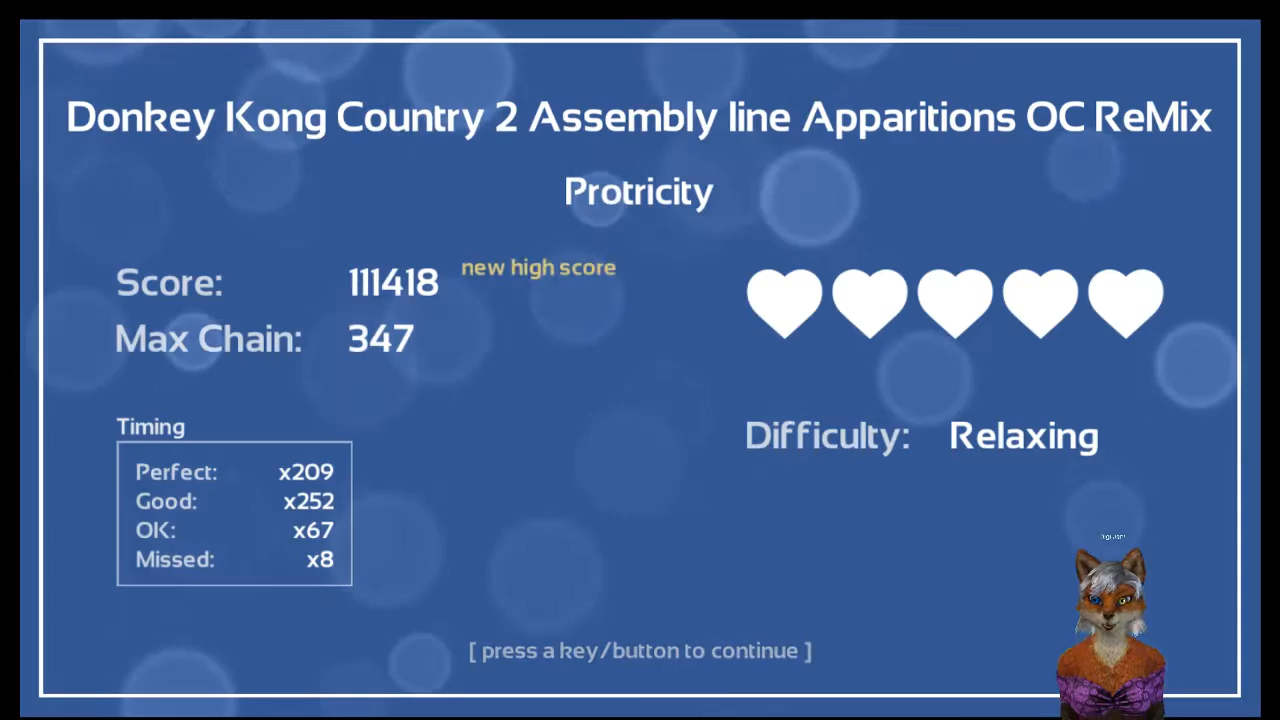 Donkey Kong Country 2 Assembly line Apparitions OC ReMix
Protricity
Score: 111418 new high score
Max Chain: 347
Difficulty: Relaxing
Timing
Perfect: x209
Good: x252
OK: x67
Missed: x8
[ press a key/button to continue ]